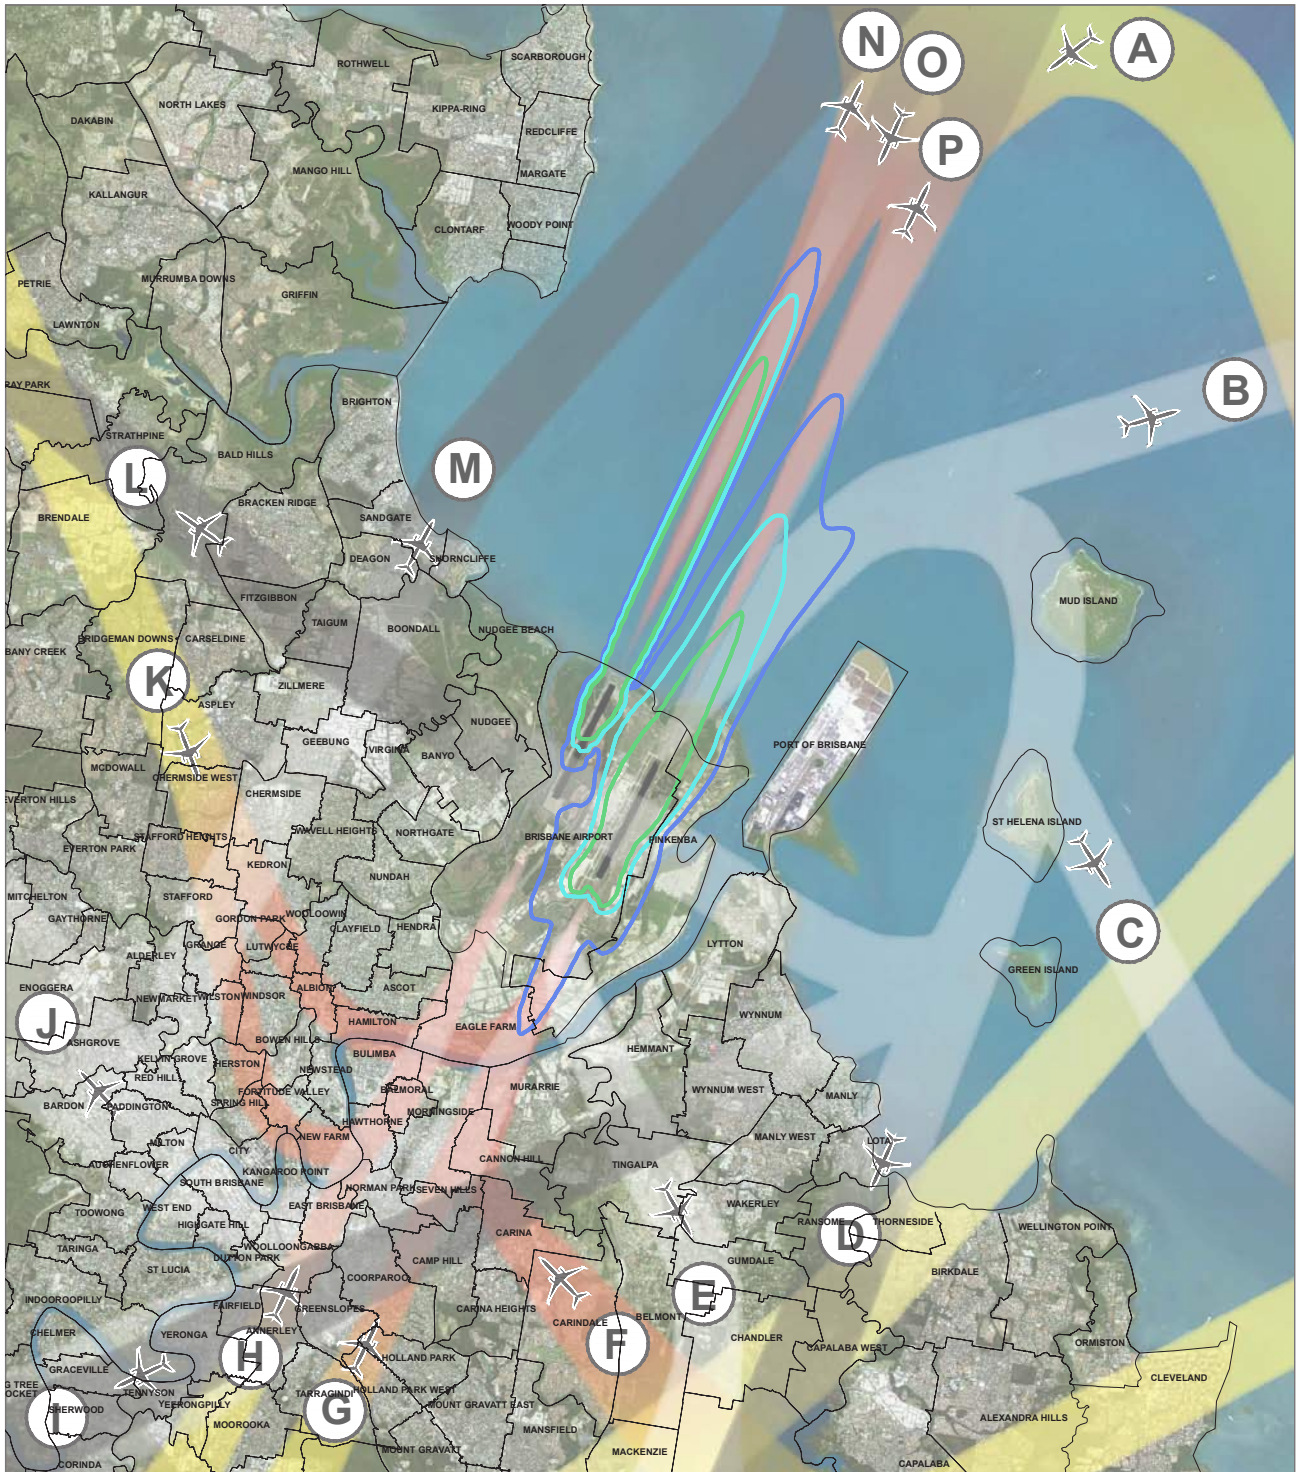 SCARBOROUGH
N
O
A
ROTHWELL
NORTH LAKES
KIPPA-RING
DAKABIN
REDCLIFFE
P
MANGO HILL
MARGATE
KALLANGUR
CLONTARF
WOODY POINT
PETRIE
MURRUMBA DOWNS
GRIFFIN
LAWNTON
RAY PARK
B
BRIGHTON
STRATHPINE
BALD HILLS
M
L
BRACKEN RIDGE
BRENDALE
SANDGATE
DEAGON
SHORNCLIFFE
FITZGIBBON
MUD ISLAND
TAIGUM
BOONDALL
NUDGEE BEACH
BRIDGEMAN DOWNS
CARSELDINE
BANY CREEK
K
ZILLMERE
ASPLEY
NUDGEE
GEEBUNG
VIRGINIA
BANYO
PORT OF BRISBANE
MCDOWALL
CHERMSIDE WEST
CHERMSIDE
EVERTON HILLS
ST HELENA ISLAND
STAFFORD HEIGHTS
WAVELL HEIGHTS
NORTHGATE
BRISBANE AIRPORT
PINKENBA
EVERTON PARK
KEDRON
NUNDAH
MITCHELTON
STAFFORD
GAYTHORNE
GORDON PARK
WOOLOOWIN
CLAYFIELD
HENDRA
C
GRANGE
LUTWYCHE
LYTTON
ALDERLEY
GREEN ISLAND
ENOGGERA
NEWMARKET
WILSTON
WINDSOR
ALBION
ASCOT
J
HAMILTON
EAGLE FARM
WYNNUM
ASHGROVE
BOWEN HILLS
BULIMBA
HEMMANT
KELVIN GROVE
HERSTON
NEWSTEAD
RED HILL
FORTITUDE VALLEY
BALMORAL
MURARRIE
WYNNUM WEST
MANLY
BARDON
PADDINGTON
SPRING HILL
HAWTHORNE
MORNINGSIDE
MILTON
NEW FARM
MANLY WEST
LOTA
CITY
CANNON HILL
TINGALPA
AUCHENFLOWER
KANGAROO POINT
SOUTH BRISBANE
NORMAN PARK
SEVEN HILLS
TOOWONG
WEST END
EAST BRISBANE
WAKERLEY
HIGHGATE HILL
RANSOME
D
THORNESIDE
WELLINGTON POINT
TARINGA
WOOLLOONGABBA
CARINA
DUTTON PARK
ST LUCIA
CAMP HILL
GUMDALE
COORPAROO
BIRKDALE
INDOOROOPILLY
FAIRFIELD
GREENSLOPES
CARINA HEIGHTS
E
BELMONT
CHELMER
YERONGA
ANNERLEY
CARINDALE
F
CHANDLER
CAPALABA WEST
ORMISTON
GRACEVILLE
H
HOLLAND PARK
CLEVELAND
G TREE
OCKET
TENNYSON
TARRAGINDI
HOLLAND PARK WEST
SHERWOOD
I
YEERONGPILLY
G
MOUNT GRAVATT EAST
ALEXANDRA HILLS
MOOROOKA
MANSFIELD
MOUNT GRAVATT
MACKENZIE
CORINDA
CAPALABA